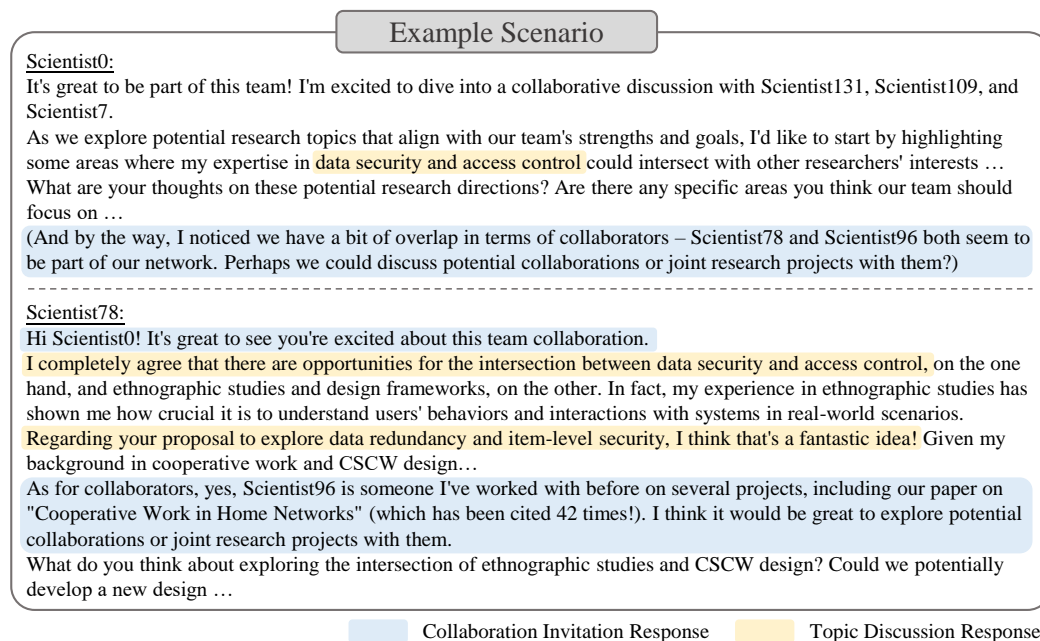 Example Scenario
Scientist0:
It's great to be part of this team! I'm excited to dive into a collaborative discussion with Scientist131, Scientist109, and
Scientist7.
As we explore potential research topics that align with our team's strengths and goals, I'd like to start by highlighting
some areas where my expertise in data security and access control could intersect with other researchers' interests …
What are your thoughts on these potential research directions? Are there any specific areas you think our team should
focus on …
(And by the way, I noticed we have a bit of overlap in terms of collaborators – Scientist78 and Scientist96 both seem to
be part of our network. Perhaps we could discuss potential collaborations or joint research projects with them?)
Scientist78:
Hi Scientist0! It's great to see you're excited about this team collaboration.
I completely agree that there are opportunities for the intersection between data security and access control, on the one
hand, and ethnographic studies and design frameworks, on the other. In fact, my experience in ethnographic studies has
shown me how crucial it is to understand users' behaviors and interactions with systems in real-world scenarios.
Regarding your proposal to explore data redundancy and item-level security, I think that's a fantastic idea! Given my
background in cooperative work and CSCW design…
As for collaborators, yes, Scientist96 is someone I've worked with before on several projects, including our paper on
"Cooperative Work in Home Networks" (which has been cited 42 times!). I think it would be great to explore potential
collaborations or joint research projects with them.
What do you think about exploring the intersection of ethnographic studies and CSCW design? Could we potentially
develop a new design …
Collaboration Invitation Response
Topic Discussion Response